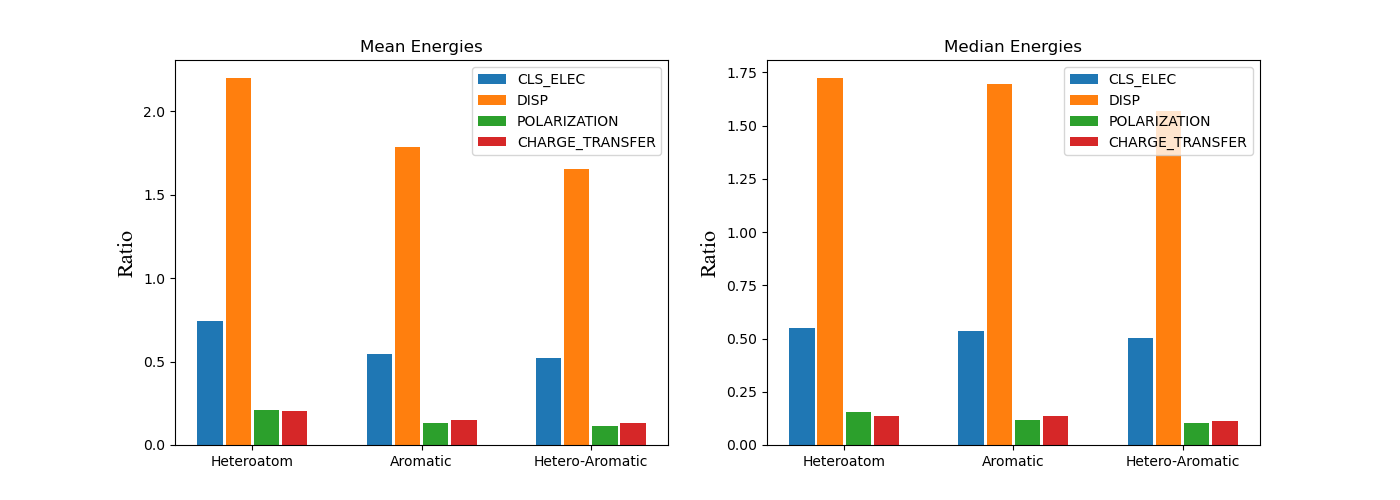 Mean Energies
CLS_ELEC
DISP
POLARIZATION
CHARGE_TRANSFER
Ratio
2.0
1.5
1.0
0.5
0.0
Heteroatom
Aromatic
Hetero-Aromatic
Median Energies
CLS_ELEC
DISP
POLARIZATION
CHARGE_TRANSFER
Ratio
1.75
1.50
1.25
1.00
0.75
0.50
0.25
0.00
Heteroatom
Aromatic
Hetero-Aromatic